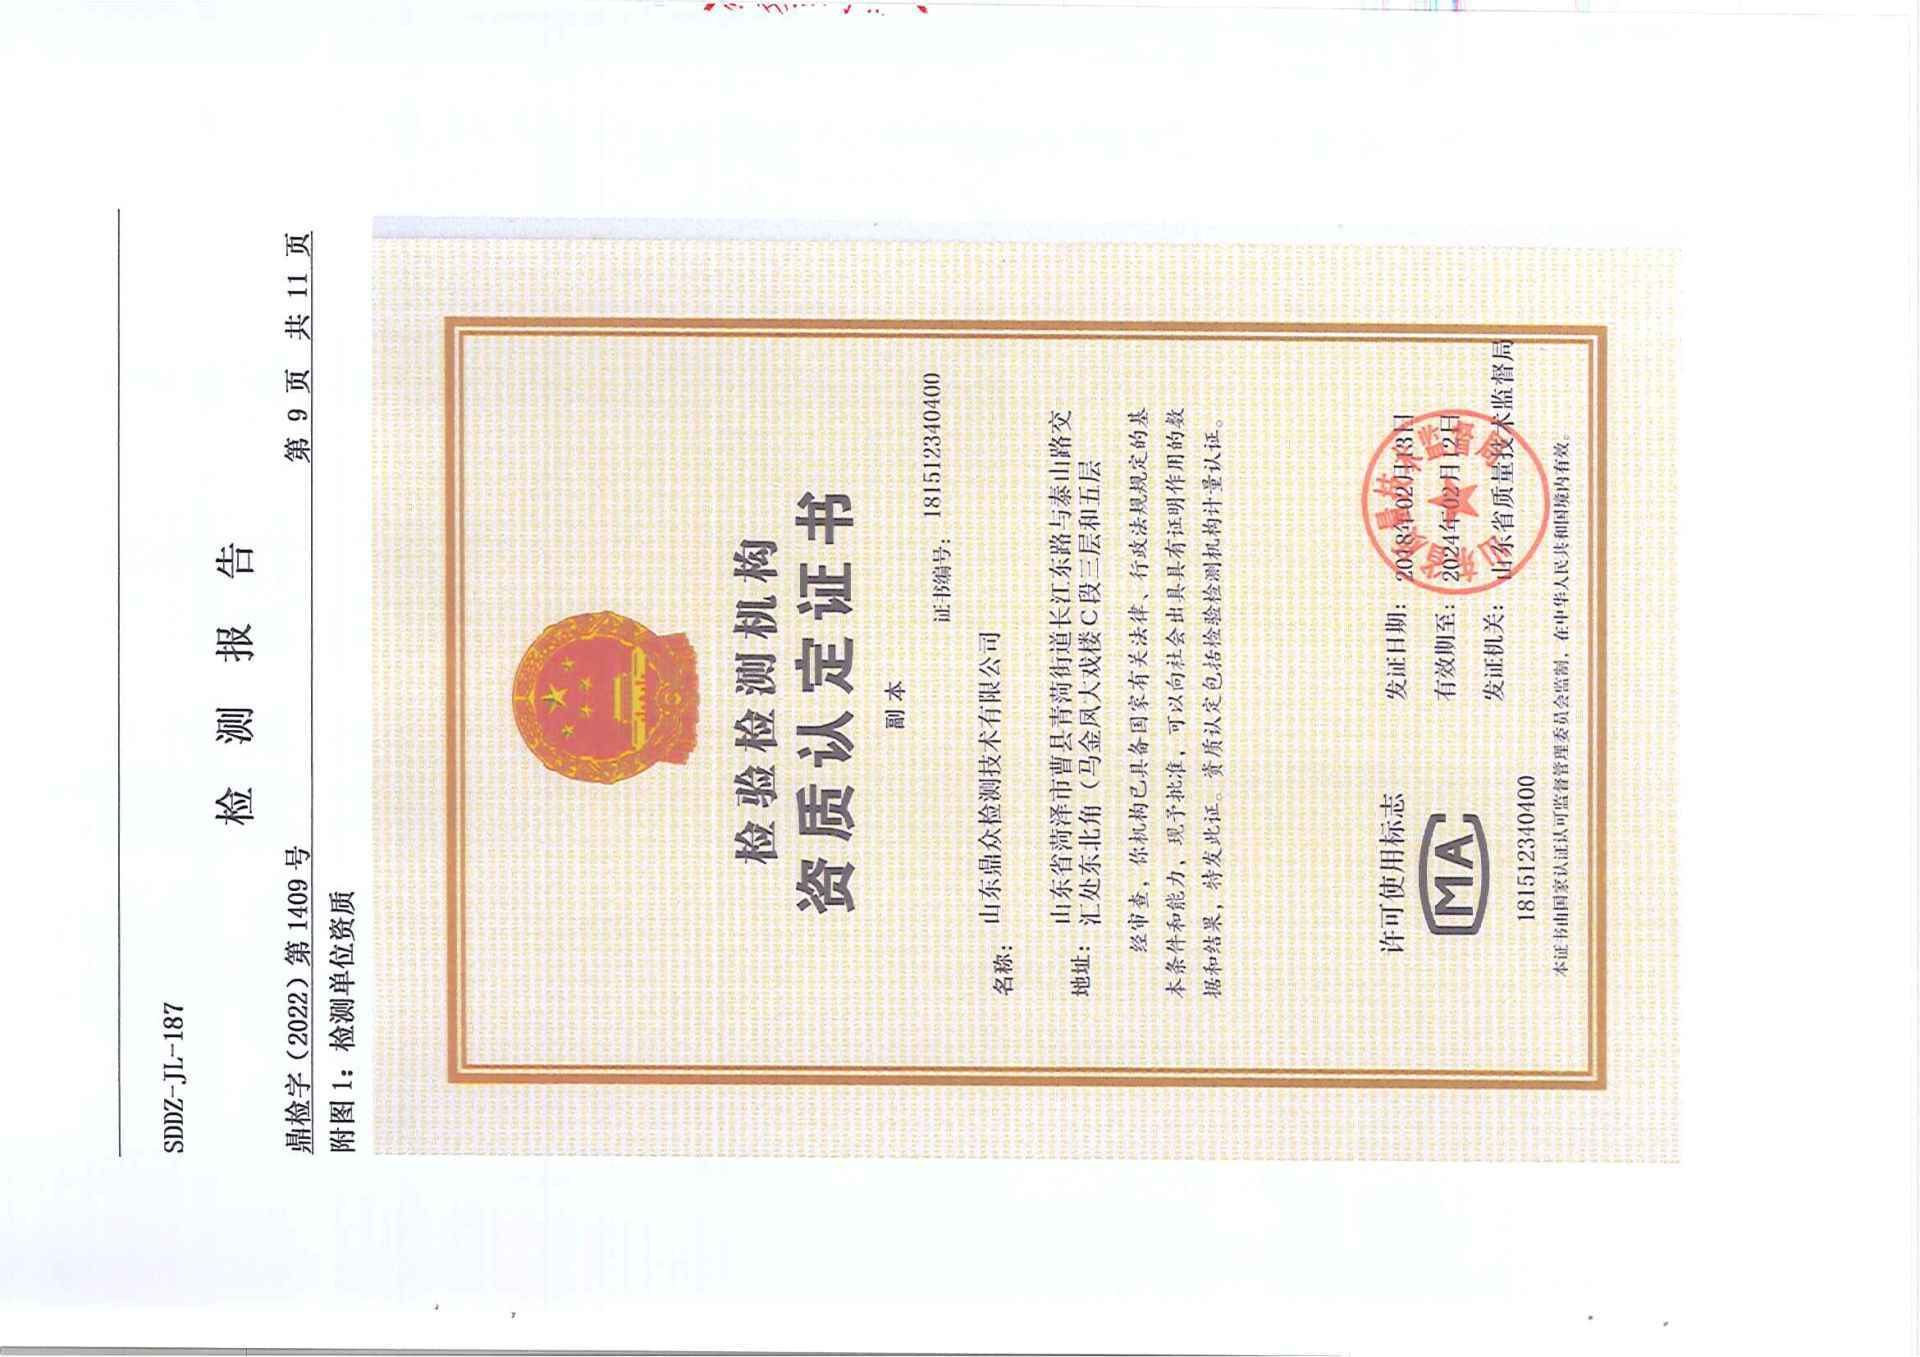 SDDZ-JL-187
检 测 报 告
鼎检字（2022）第 1409 号 第 9 页 共 11 页
附图 1：检测单位资质
检验检测机构
资质认定证书
副本
证书编号：181512340400
名称：山东鼎众检测技术有限公司
地址：山东省菏泽市曹县青菏街道长江东路与泰山路交
汇处东北角（马金凤大戏楼C段三层和五层
经审查，你机构已具备国家有关法律、行政法规规定的基
本条件和能力，现予批准，可以向社会出具具有证明作用的数
据和结果，特发此证。资质认定包括检验检测机构计量认证。
许可使用标志
MA
181512340400
发证日期：2018年02月13日
有效期至：2024年02月12日
发证机关：山东省质量技术监督局
山东省质量技术监督局
本证书由国家认证认可监督管理委员会监制，在中华人民共和国境内有效。